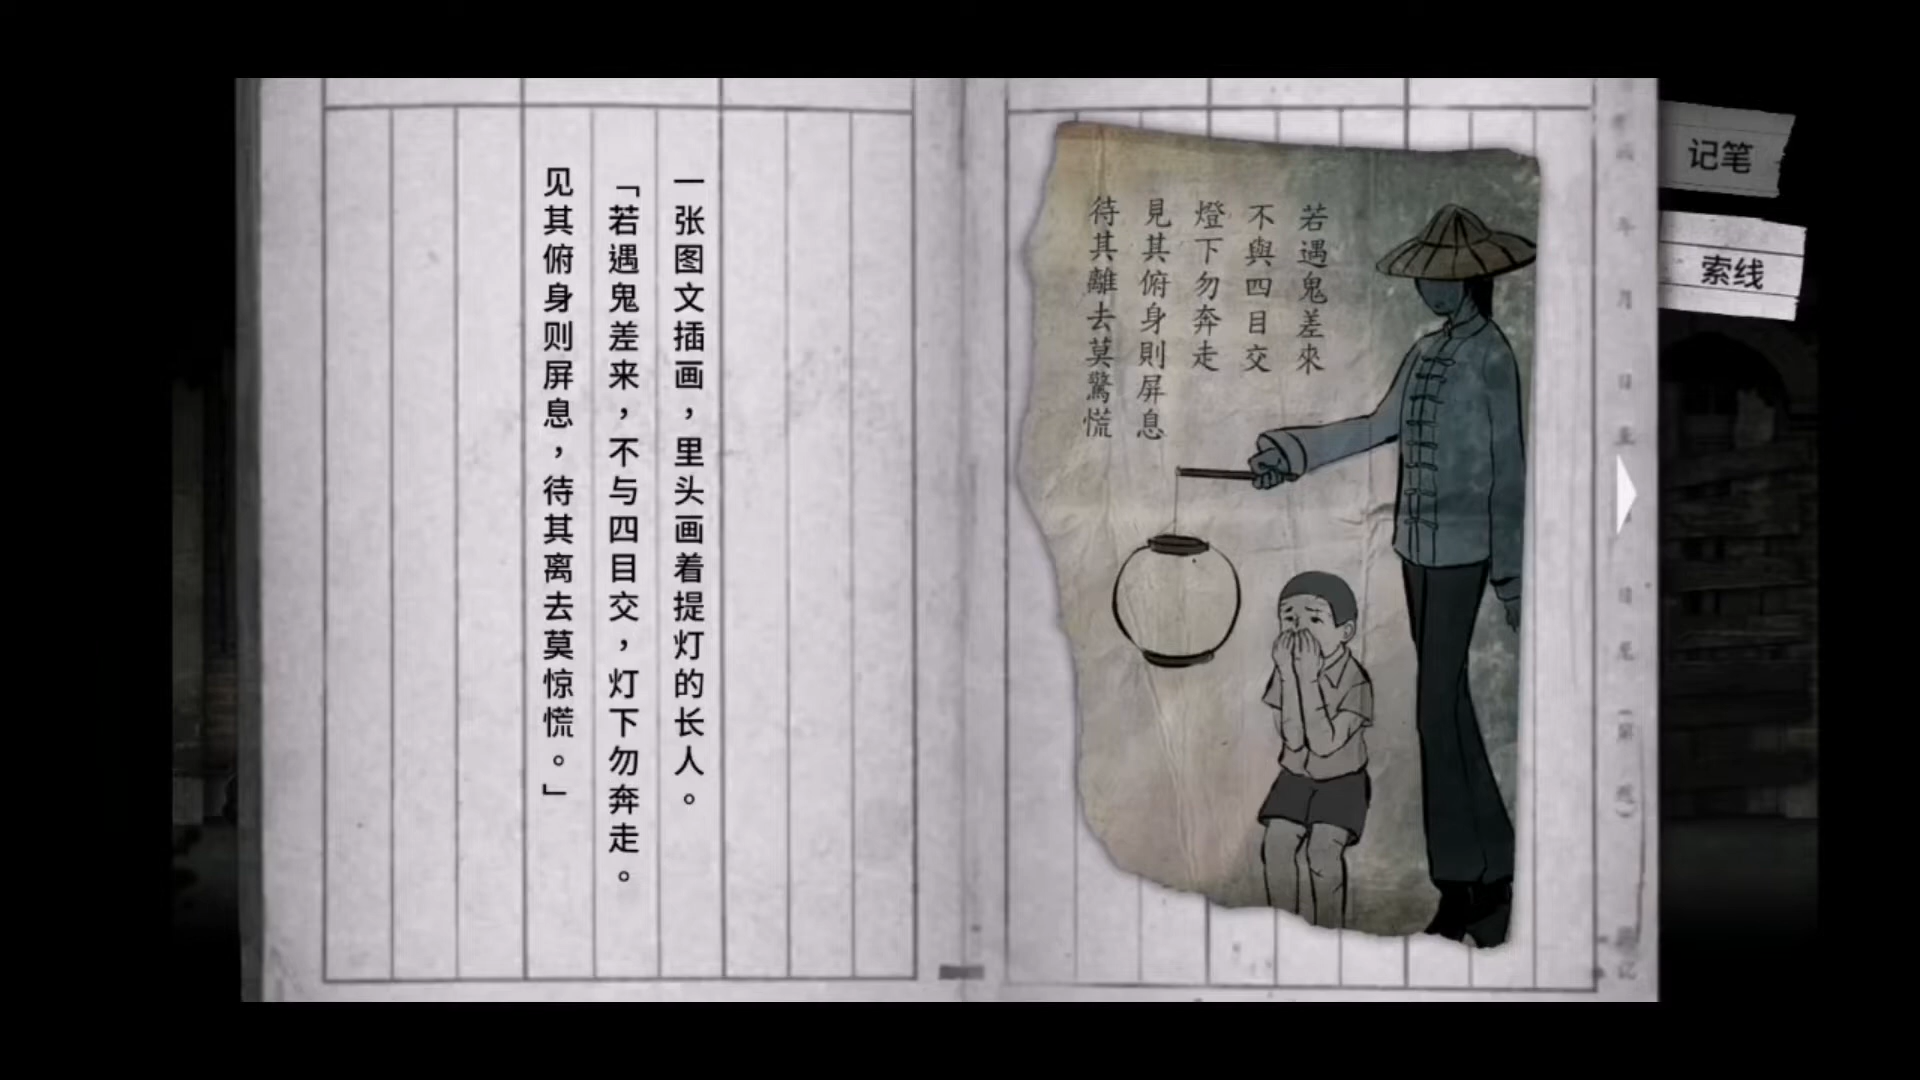 一张图文插画，里头画着提灯的长人。
「若遇鬼差来，不与四目交，灯下勿奔走。
见其俯身则屏息，待其离去莫惊慌。」
若遇鬼差來
不與四目交
燈下勿奔走
見其俯身則屏息
待其離去莫驚慌
记笔
索线
年
月
日